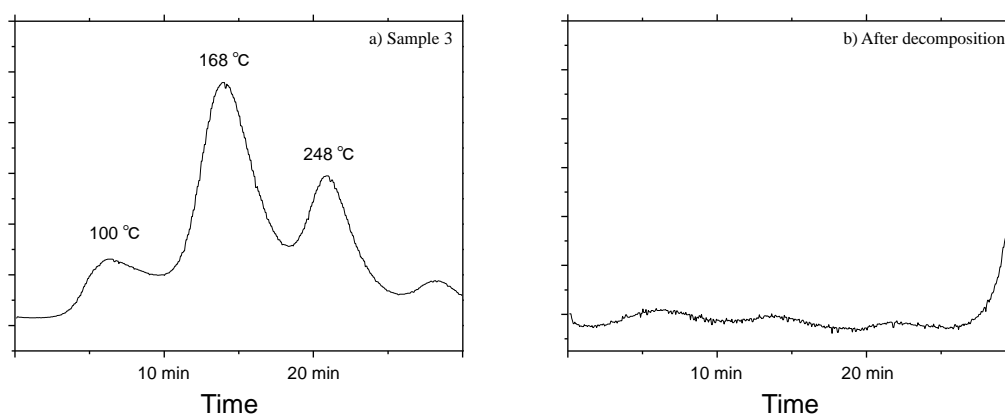 a) Sample 3
168 °C
248 °C
100 °C
10 min 20 min
Time
b) After decomposition
10 min 20 min
Time